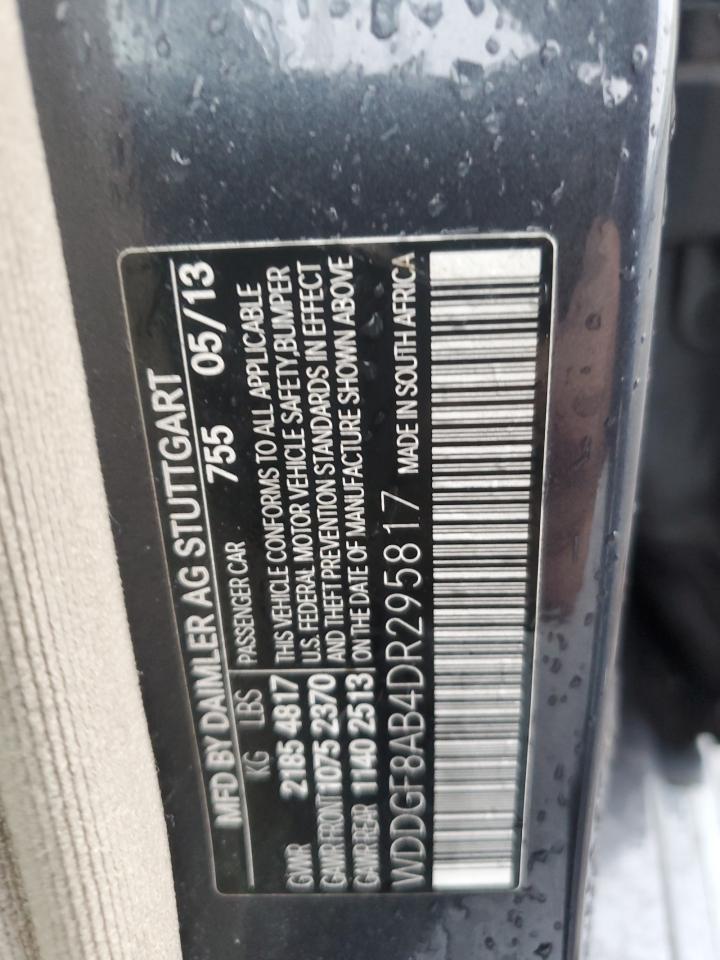 MFD BY DAIMLER AG STUTTGART
755 05/13
KG LBS PASSENGER CAR
GWR 2185 4817 THIS VEHICLE CONFORMS TO ALL APPLICABLE
GAWR FRONT 1075 2370 U.S. FEDERAL MOTOR VEHICLE SAFETY,BUMPER
GAWR REAR 1140 2513 AND THEFT PREVENTION STANDARDS IN EFFECT
ON THE DATE OF MANUFACTURE SHOWN ABOVE
WDDGF8AB4DR295817 MADE IN SOUTH AFRICA